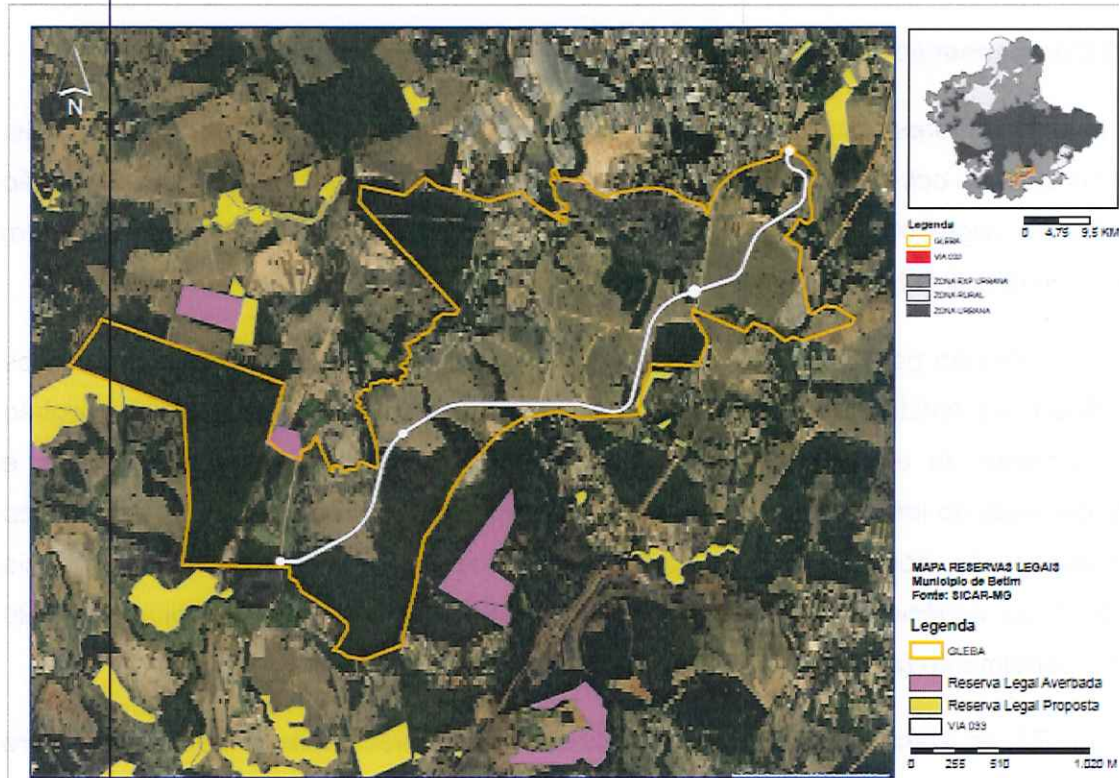 N
Legenda
GLEBA
VIA 033
ZONA EXP URBANA
ZONA RURAL
ZONA URBANA
0 4,75 9,5 KM
MAPA RESERVAS LEGAIS
Município de Betim
Fonte: SICAR-MG
Legenda
GLEBA
Reserva Legal Averbada
Reserva Legal Proposta
VIA 033
0 255 510 1.020 M